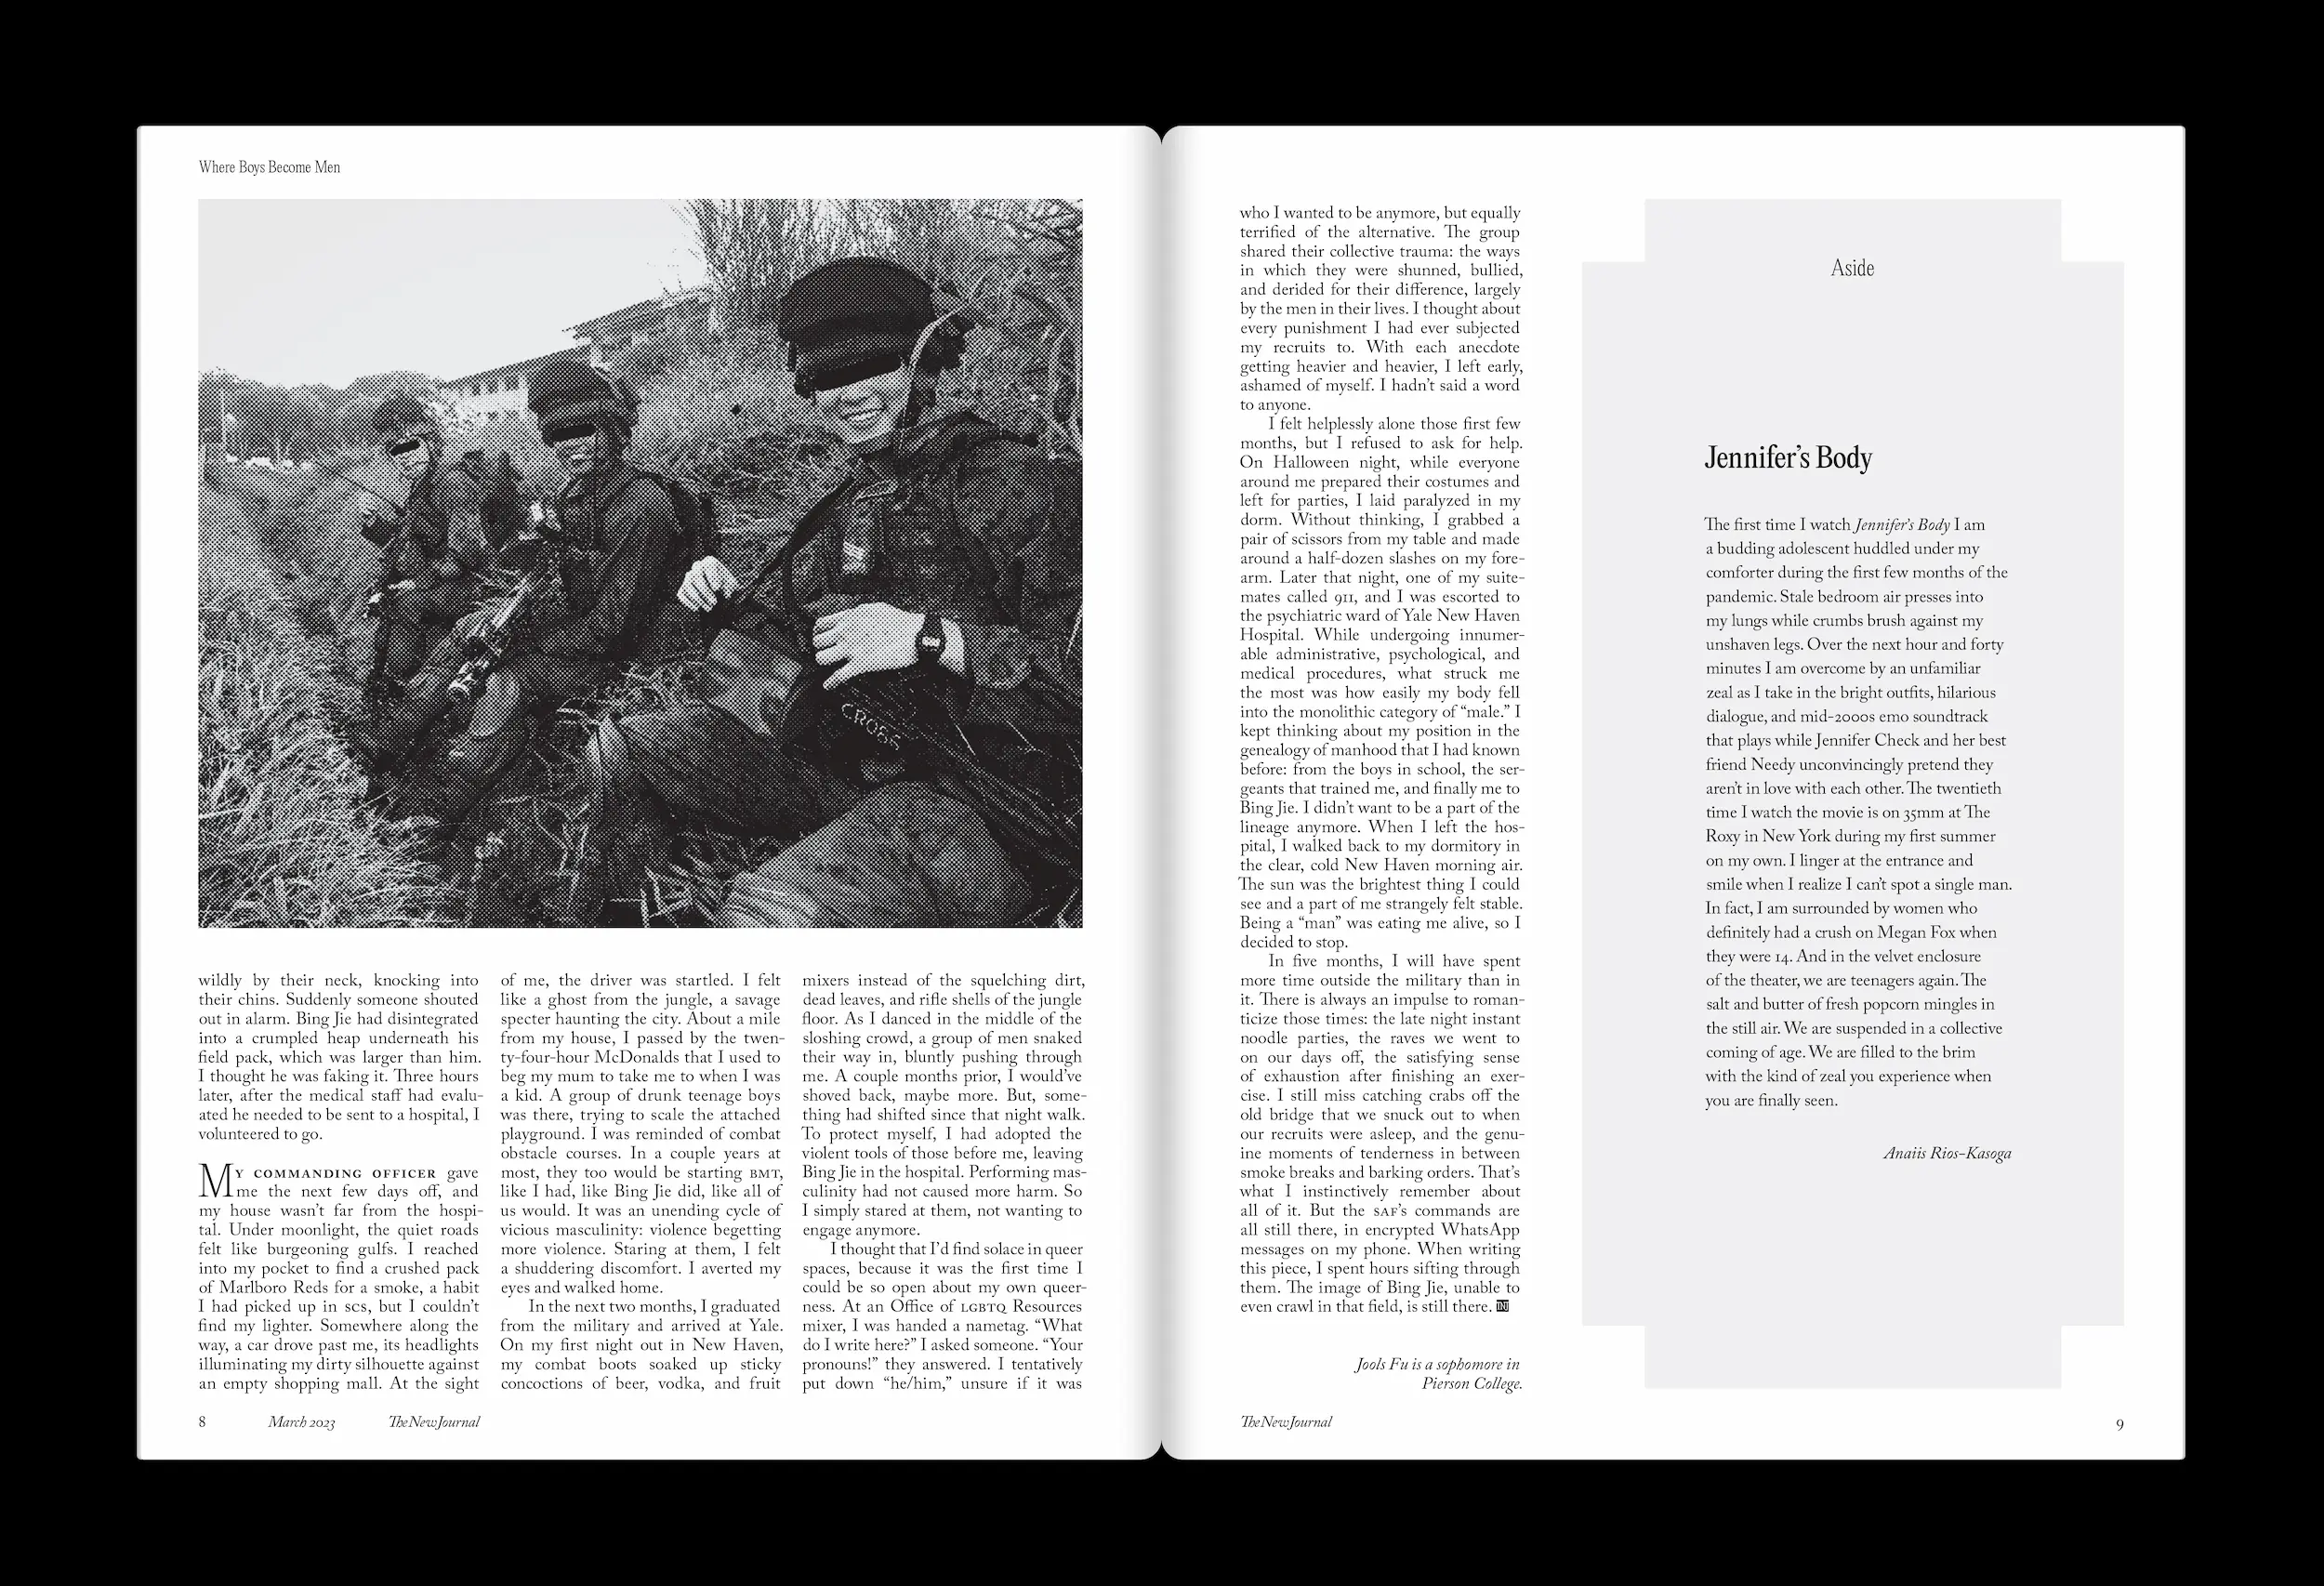 Where Boys Become Men
CROSS
wildly by their neck, knocking into
their chins. Suddenly someone shouted
out in alarm. Bing Jie had disintegrated
into a crumpled heap underneath his
field pack, which was larger than him.
I thought he was faking it. Three hours
later, after the medical staff had evalu-
ated he needed to be sent to a hospital, I
volunteered to go.
MY COMMANDING OFFICER gave
me the next few days off, and
my house wasn't far from the hospi-
tal. Under moonlight, the quiet roads
felt like burgeoning gulfs. I reached
into my pocket to find a crushed pack
of Marlboro Reds for a smoke, a habit
I had picked up in SCS, but I couldn't
find my lighter. Somewhere along the
way, a car drove past me, its headlights
illuminating my dirty silhouette against
an empty shopping mall. At the sight
of me, the driver was startled. I felt
like a ghost from the jungle, a savage
specter haunting the city. About a mile
from my house, I passed by the twen-
ty-four-hour McDonalds that I used to
beg my mum to take me to when I was
a kid. A group of drunk teenage boys
was there, trying to scale the attached
playground. I was reminded of combat
obstacle courses. In a couple years at
most, they too would be starting BMT,
like I had, like Bing Jie did, like all of
us would. It was an unending cycle of
vicious masculinity: violence begetting
more violence. Staring at them, I felt
a shuddering discomfort. I averted my
eyes and walked home.
In the next two months, I graduated
from the military and arrived at Yale.
On my first night out in New Haven,
my combat boots soaked up sticky
concoctions of beer, vodka, and fruit
mixers instead of the squelching dirt,
dead leaves, and rifle shells of the jungle
floor. As I danced in the middle of the
sloshing crowd, a group of men snaked
their way in, bluntly pushing through
me. A couple months prior, I would've
shoved back, maybe more. But, some-
thing had shifted since that night walk.
To protect myself, I had adopted the
violent tools of those before me, leaving
Bing Jie in the hospital. Performing mas-
culinity had not caused more harm. So
I simply stared at them, not wanting to
engage anymore.
I thought that I'd find solace in queer
spaces, because it was the first time I
could be so open about my own queer-
ness. At an Office of LGBTQ Resources
mixer, I was handed a nametag. “What
do I write here?” I asked someone. “Your
pronouns!” they answered. I tentatively
put down “he/him,” unsure if it was
8 March 2023 The New Journal
who I wanted to be anymore, but equally
terrified of the alternative. The group
shared their collective trauma: the ways
in which they were shunned, bullied,
and derided for their difference, largely
by the men in their lives. I thought about
every punishment I had ever subjected
my recruits to. With each anecdote
getting heavier and heavier, I left early,
ashamed of myself. I hadn't said a word
to anyone.
I felt helplessly alone those first few
months, but I refused to ask for help.
On Halloween night, while everyone
around me prepared their costumes and
left for parties, I laid paralyzed in my
dorm. Without thinking, I grabbed a
pair of scissors from my table and made
around a half-dozen slashes on my fore-
arm. Later that night, one of my suite-
mates called 911, and I was escorted to
the psychiatric ward of Yale New Haven
Hospital. While undergoing innumer-
able administrative, psychological, and
medical procedures, what struck me
the most was how easily my body fell
into the monolithic category of “male.” I
kept thinking about my position in the
genealogy of manhood that I had known
before: from the boys in school, the ser-
geants that trained me, and finally me to
Bing Jie. I didn't want to be a part of the
lineage anymore. When I left the hos-
pital, I walked back to my dormitory in
the clear, cold New Haven morning air.
The sun was the brightest thing I could
see and a part of me strangely felt stable.
Being a “man” was eating me alive, so I
decided to stop.
In five months, I will have spent
more time outside the military than in
it. There is always an impulse to roman-
ticize those times: the late night instant
noodle parties, the raves we went to
on our days off, the satisfying sense
of exhaustion after finishing an exer-
cise. I still miss catching crabs off the
old bridge that we snuck out to when
our recruits were asleep, and the genu-
ine moments of tenderness in between
smoke breaks and barking orders. That's
what I instinctively remember about
all of it. But the SAF's commands are
all still there, in encrypted WhatsApp
messages on my phone. When writing
this piece, I spent hours sifting through
them. The image of Bing Jie, unable to
even crawl in that field, is still there. TNJ
Jools Fu is a sophomore in
Pierson College.
The New Journal
Aside
Jennifer's Body
The first time I watch Jennifer's Body I am
a budding adolescent huddled under my
comforter during the first few months of the
pandemic. Stale bedroom air presses into
my lungs while crumbs brush against my
unshaven legs. Over the next hour and forty
minutes I am overcome by an unfamiliar
zeal as I take in the bright outfits, hilarious
dialogue, and mid-2000s emo soundtrack
that plays while Jennifer Check and her best
friend Needy unconvincingly pretend they
aren't in love with each other. The twentieth
time I watch the movie is on 35mm at The
Roxy in New York during my first summer
on my own. I linger at the entrance and
smile when I realize I can't spot a single man.
In fact, I am surrounded by women who
definitely had a crush on Megan Fox when
they were 14. And in the velvet enclosure
of the theater, we are teenagers again. The
salt and butter of fresh popcorn mingles in
the still air. We are suspended in a collective
coming of age. We are filled to the brim
with the kind of zeal you experience when
you are finally seen.
Anaiis Rios-Kasoga
9